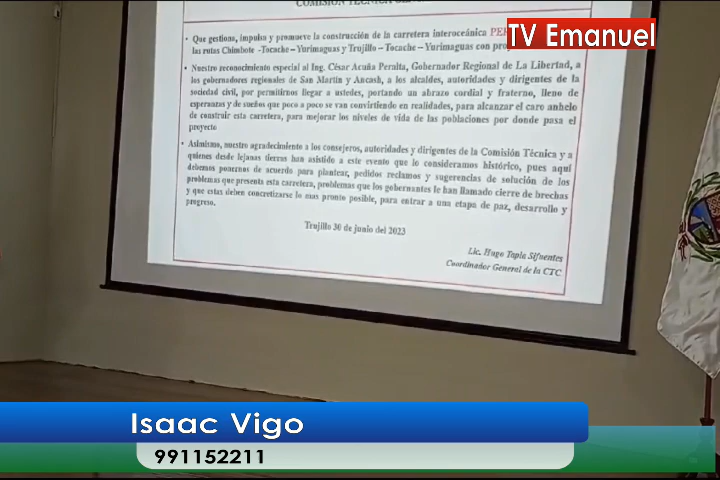 COMISIÓN TÉCNICA
TV Emanuel
• Que gestiona, impulsa y promueve la construcción de la carretera interoceánica
las rutas Chimbote -Tocache – Yurimaguas y Trujillo – Tocache – Yurimaguas con
• Nuestro reconocimiento especial al Ing. César Acuña Peralta, Gobernador Regional de La Libertad, a
los gobernadores regionales de San Martín y Ancash, a los alcaldes, autoridades y dirigentes de la
sociedad civil, por permitirnos llegar a ustedes, portando un abrazo cordial y fraterno, lleno de
esperanzas y de sueños que poco a poco se van convirtiendo en realidades, para alcanzar el caro anhelo
de construir esta carretera, para mejorar los niveles de vida de las poblaciones por donde pasa el
proyecto
• Asimismo, nuestro agradecimiento a los consejeros, autoridades y dirigentes de la Comisión Técnica y a
quienes desde lejanas tierras han asistido a este evento que lo consideramos histórico, pues aquí
debemos ponernos de acuerdo para plantear, pedidos reclamos y sugerencias de solución de los
problemas que presenta esta carretera, problemas que los gobernantes le han llamado cierre de brechas
y que estas deben concretizarse lo mas pronto posible, para entrar a una etapa de paz, desarrollo y
progreso.
Trujillo 30 de junio del 2023
Lic. Hugo Tapia Sifuentes
Coordinador General de la CTC
Isaac Vigo
991152211